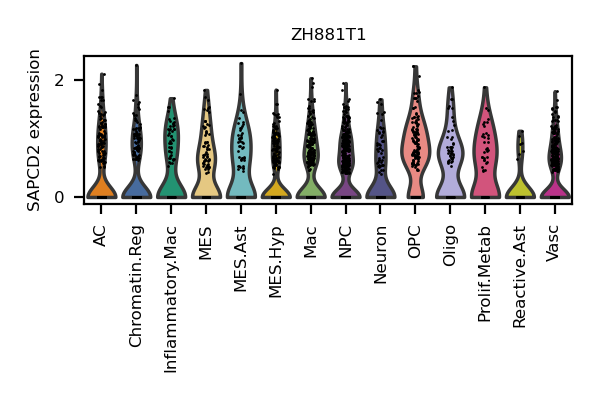 ZH881T1
SAPCD2 expression
2
0
AC
Chromatin.Reg
Inflammatory.Mac
MES
MES.Ast
MES.Hyp
Mac
NPC
Neuron
OPC
Oligo
Prolif.Metab
Reactive.Ast
Vasc